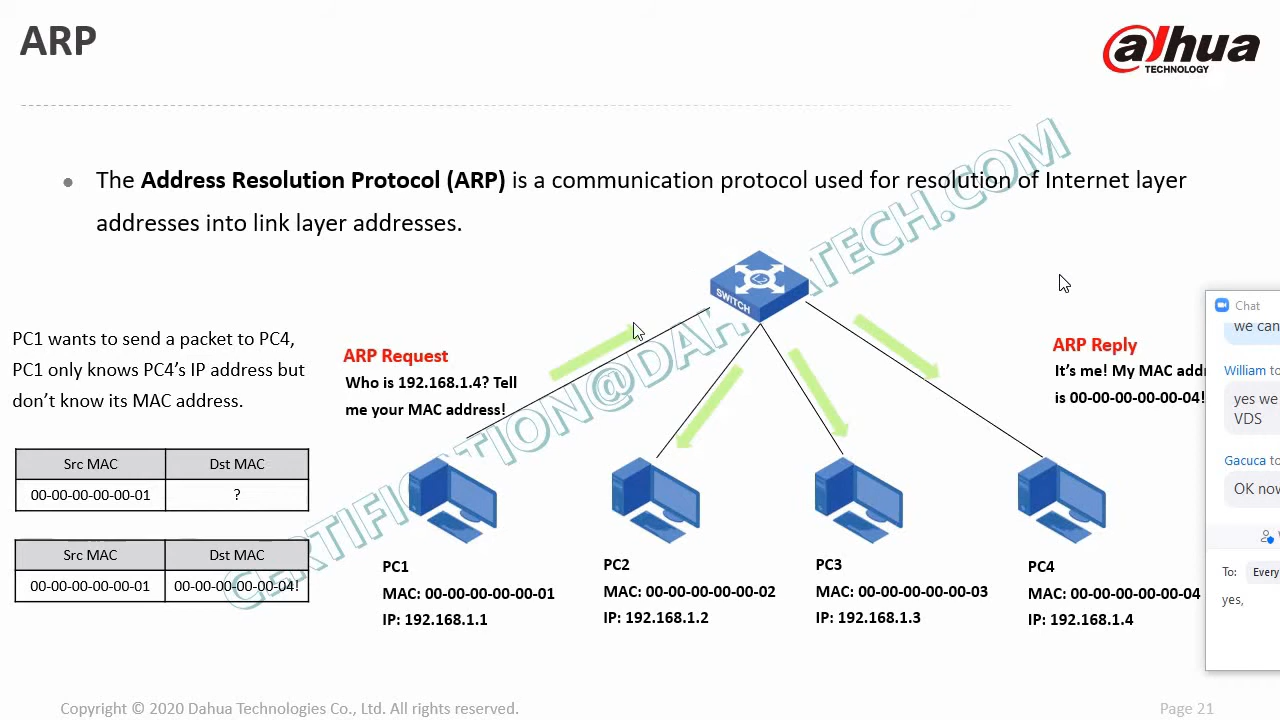 ARP
alhua
TECHNOLOGY
The Address Resolution Protocol (ARP) is a communication protocol used for resolution of Internet layer
addresses into link layer addresses.
SWITCH
PC1 wants to send a packet to PC4,
PC1 only knows PC4's IP address but
don't know its MAC address.
ARP Request
Who is 192.168.1.4? Tell
me your MAC address!
ARP Reply
It's me! My MAC addr
is 00-00-00-00-00-04!
Src MAC Dst MAC
00-00-00-00-00-01 ?
Src MAC Dst MAC
00-00-00-00-00-01 00-00-00-00-00-04!
PC1
MAC: 00-00-00-00-00-01
IP: 192.168.1.1
PC2
MAC: 00-00-00-00-00-02
IP: 192.168.1.2
PC3
MAC: 00-00-00-00-00-03
IP: 192.168.1.3
PC4
MAC: 00-00-00-00-00-04
IP: 192.168.1.4
Chat
we can
William to
yes we
VDS
Gacuca to
OK now
To: Every
yes,
Copyright © 2020 Dahua Technologies Co., Ltd. All rights reserved.
Page 21